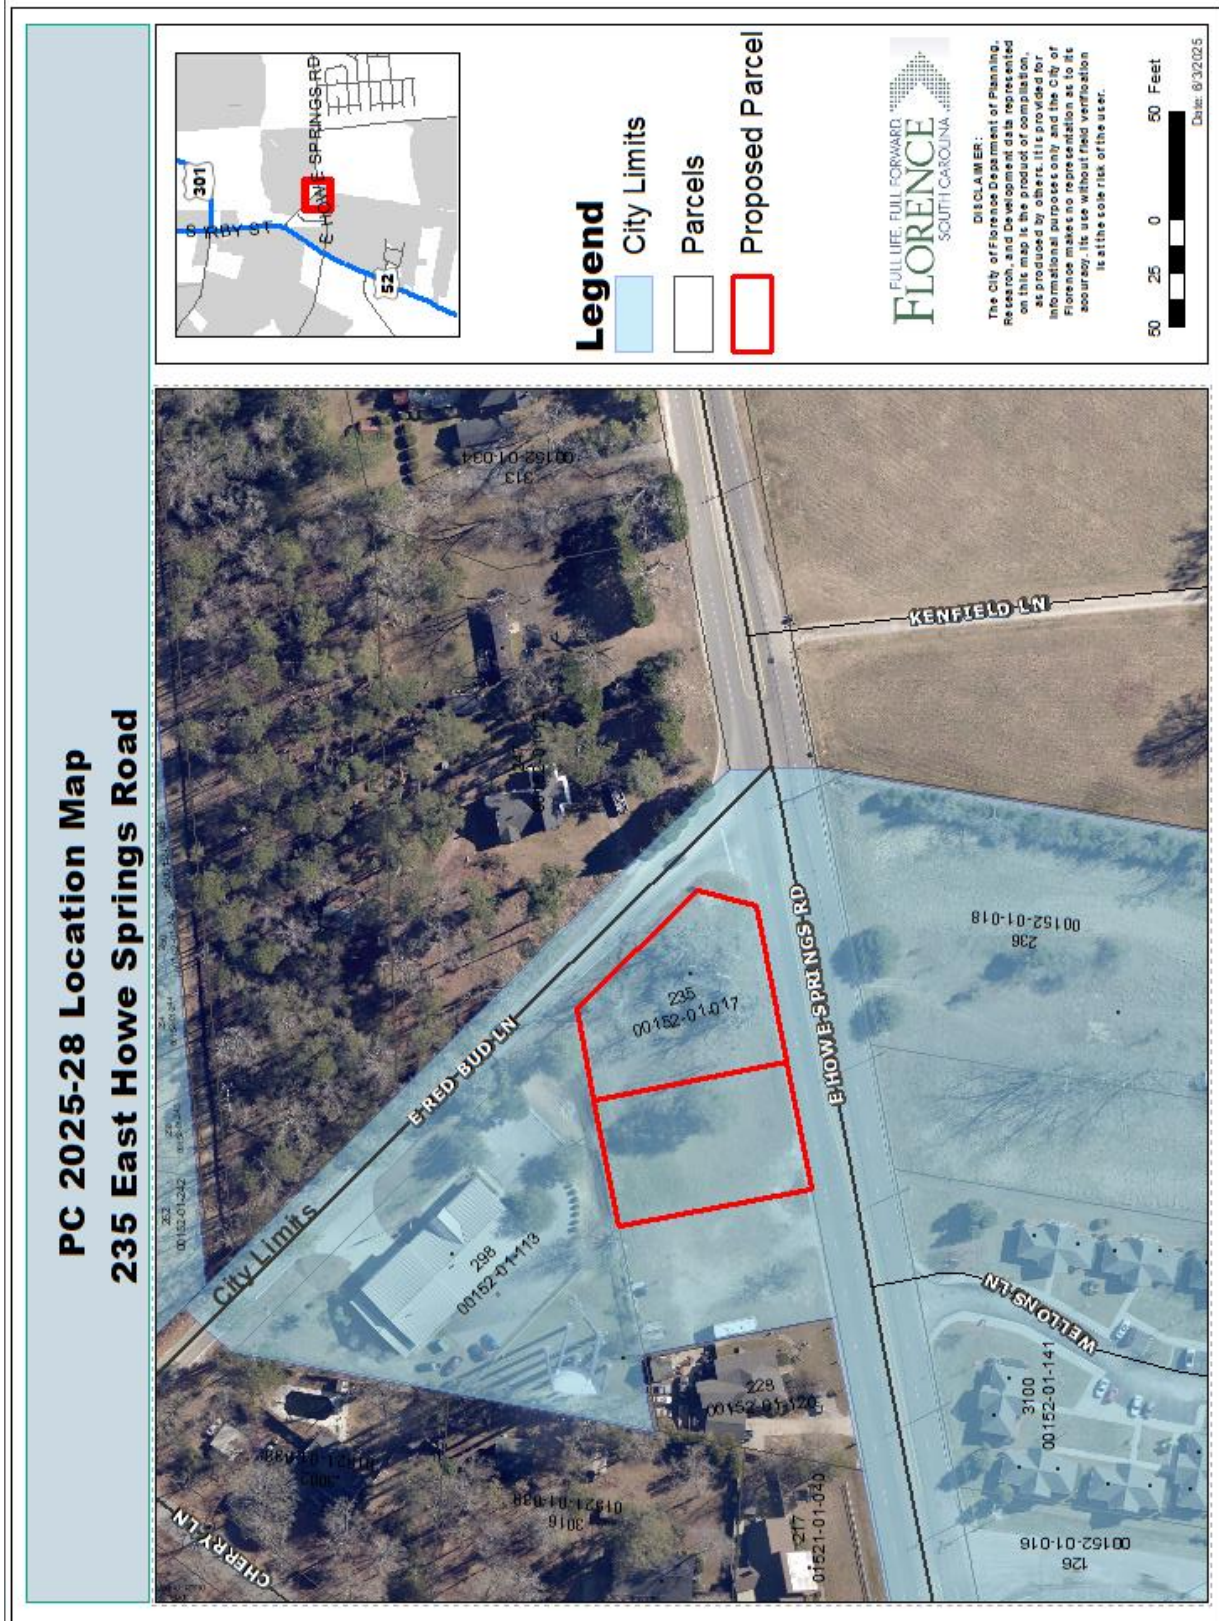 PC 2025-28 Location Map
235 East Howe Springs Road
CHERRY LN
City Limits
E RED BUD LN
262
00152-01-242
313
00152-01-034
298
00152-01-113
235
00152-01-017
228
00152-01-120
3016
01521-01-039
217
01521-01-040
E HOWE SPRINGS RD
KENFIELD LN
236
00152-01-018
WELLONS LN
3100
00152-01-141
126
00152-01-016
301
S IRBY ST
E HOWE SPRINGS RD
52
Legend
City Limits
Parcels
Proposed Parcel
FULL LIFE. FULL FORWARD.
FLORENCE
SOUTH CAROLINA
DISCLAIMER:
The City of Florence Deparment of Planning,
Research, and Development data represented
on this map is the product of compilation,
as produced by others. It is provided for
informational purposes only and the City of
Florence makes no representation as to its
accuracy. Its use without field verification
is at the sole risk of the user.
50 25 0 50 Feet
Date: 6/3/2025